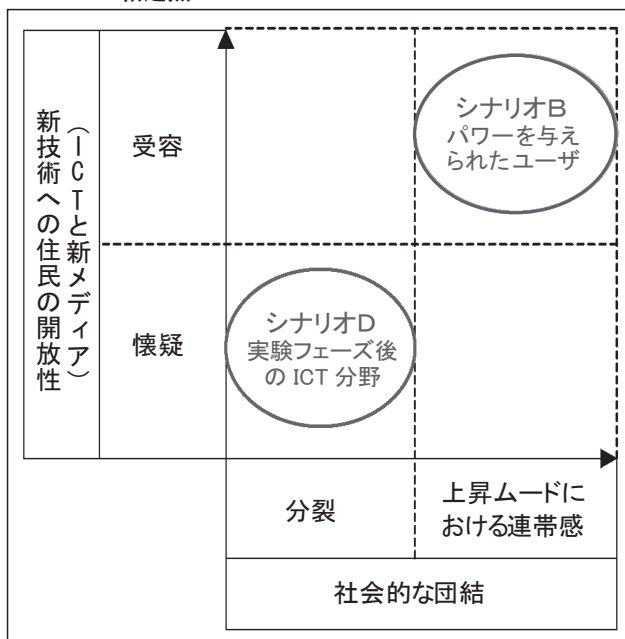 新技術への住民の開放性
(ICTと新メディア)
受容
懐疑
シナリオB
パワーを与え
られたユーザ
シナリオD
実験フェーズ後
の ICT 分野
分裂
上昇ムードに
おける連帯感
社会的な団結